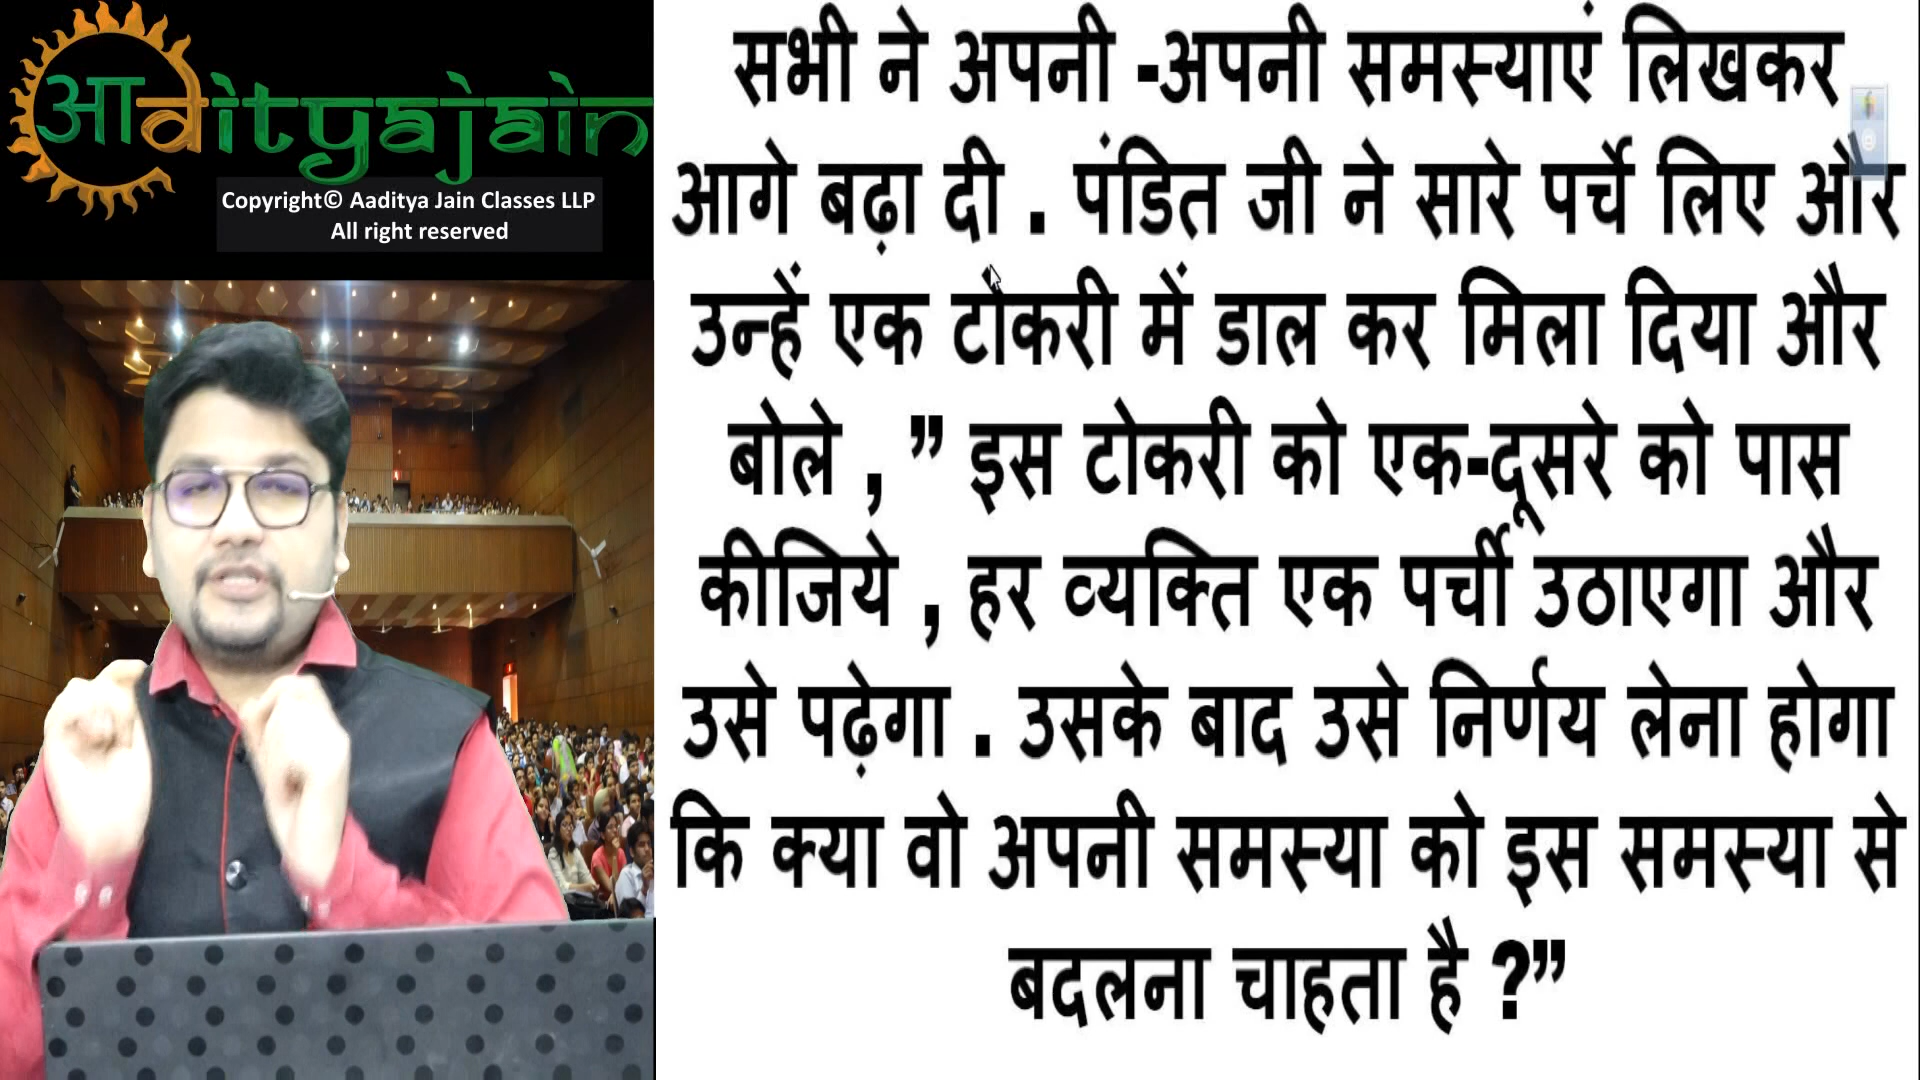 आdityajain
Copyright© Aaditya Jain Classes LLP
All right reserved
सभी ने अपनी -अपनी समस्याएं लिखकर
आगे बढ़ा दी . पंडित जी ने सारे पर्चे लिए और
उन्हें एक टोकरी में डाल कर मिला दिया और
बोले , ” इस टोकरी को एक-दूसरे को पास
कीजिये , हर व्यक्ति एक पर्ची उठाएगा और
उसे पढ़ेगा . उसके बाद उसे निर्णय लेना होगा
कि क्या वो अपनी समस्या को इस समस्या से
बदलना चाहता है ?”